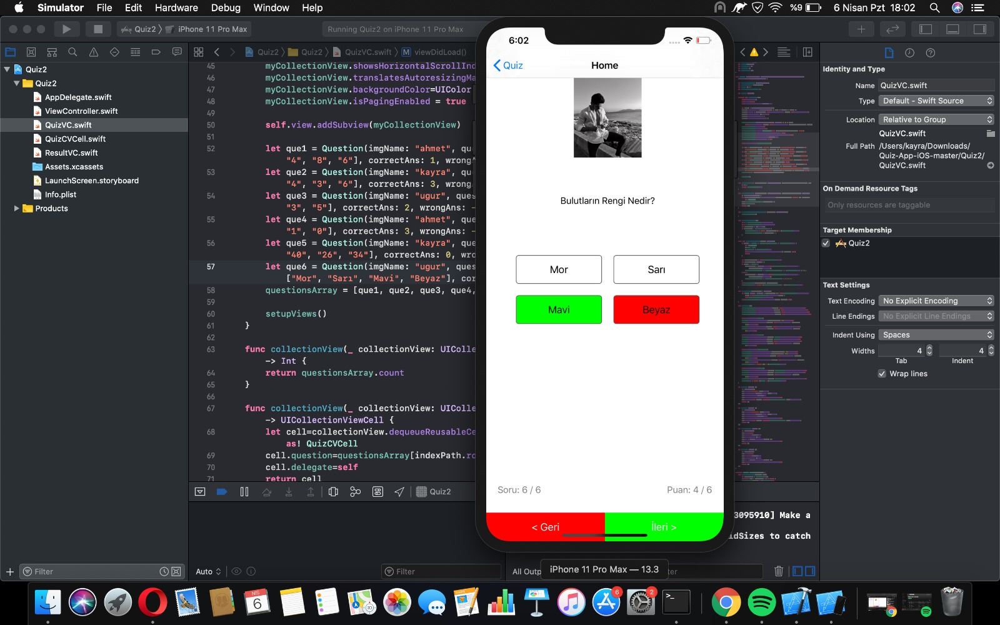 Simulator File Edit Hardware Debug Window Help %9 6 Nisan Pzt 18:02
Quiz2 iPhone 11 Pro Max Running Quiz2 on iPhone 11 Pro Max
Quiz2 Quiz2 QuizVC.swift M viewDidLoad()
Quiz2
Quiz2
AppDelegate.swift
ViewController.swift
QuizVC.swift
QuizCVCell.swift
ResultVC.swift
Assets.xcassets
LaunchScreen.storyboard
Info.plist
Products
Filter
45 myCollectionView.showsHorizontalScrollInd
46 myCollectionView.translatesAutoresizingMa
47 myCollectionView.backgroundColor=UIColor
48 myCollectionView.isPagingEnabled = true
49
50 self.view.addSubview(myCollectionView)
51
52 let que1 = Question(imgName: "ahmet", qu
"4", "8", "6"], correctAns: 1, wrongA
53 let que2 = Question(imgName: "kayra", qu
"4", "3", "6"], correctAns: 3, wrongA
54 let que3 = Question(imgName: "ugur", ques
"3", "5"], correctAns: 2, wrongAns: -
55 let que4 = Question(imgName: "ahmet", que
"1", "0"], correctAns: 3, wrongAns: -
56 let que5 = Question(imgName: "kayra", que
"40", "26", "34"], correctAns: 0, wro
57 let que6 = Question(imgName: "ugur", ques
["Mor", "Sarı", "Mavi", "Beyaz"], cor
58 questionsArray = [que1, que2, que3, que4,
59
60 setupViews()
61 }
62
63 func collectionView(_ collectionView: UIColle
-> Int {
64 return questionsArray.count
65 }
66
67 func collectionView(_ collectionView: UIColle
-> UICollectionViewCell {
68 let cell=collectionView.dequeueReusableCe
as! QuizCVCell
69 cell.question=questionsArray[indexPath.ro
70 cell.delegate=self
71 return cell
Quiz2
Auto
Filter
All Outp
3095910] Make a
idSizes to catch
6:02
Quiz
Home
Bulutların Rengi Nedir?
Mor Sarı
Mavi Beyaz
Soru: 6 / 6 Puan: 4 / 6
< Geri İleri >
iPhone 11 Pro Max — 13.3
Identity and Type
Name QuizVC.swift
Type Default - Swift Source
Location Relative to Group
QuizVC.swift
Full Path /Users/kayra/Downloads/
Quiz-App-iOS-master/Quiz2/
QuizVC.swift
On Demand Resource Tags
Only resources are taggable
Target Membership
Quiz2
Text Settings
Text Encoding No Explicit Encoding
Line Endings No Explicit Line Endings
Indent Using Spaces
Widths 4 4
Tab Indent
Wrap lines
NİS
6
6
2